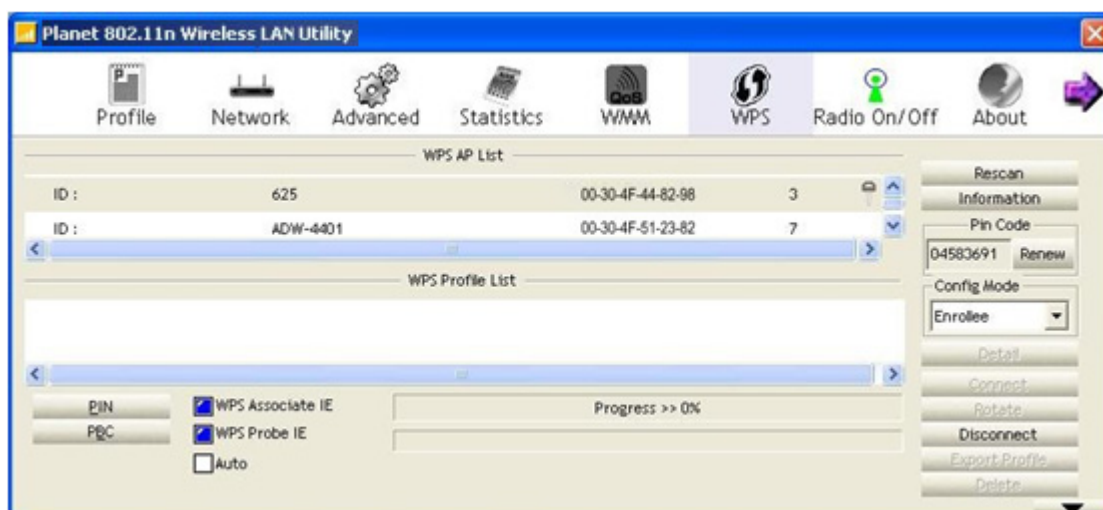 Planet 802.11n Wireless LAN Utility
Profile Network Advanced Statistics QoS WMM WPS Radio On/Off About
WPS AP List
ID : 625 00-30-4F-44-82-98 3
ID : ADW-4401 00-30-4F-51-23-82 7
WPS Profile List
PIN WPS Associate IE Progress >> 0%
PBC WPS Probe IE
Auto
Rescan
Information
Pin Code
04583691 Renew
Config Mode
Enrollee
Detail
Connect
Rotate
Disconnect
Export Profile
Delete